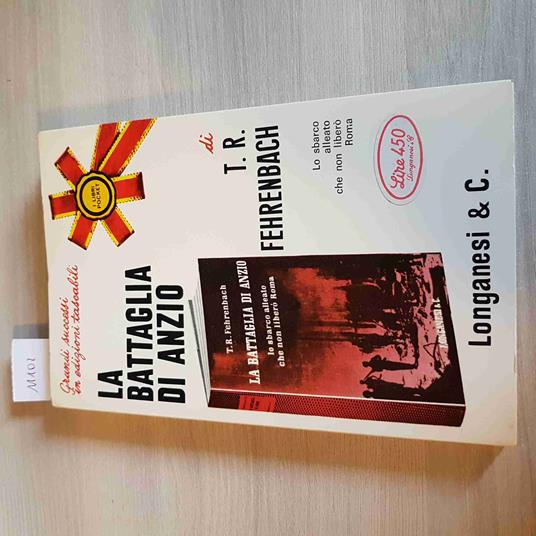 Grandi successi
in edizioni tascabili
I LIBRI
POCKET
LA
BATTAGLIA
DI ANZIO
di
T. R.
FEHRENBACH
Lo sbarco
alleato
che non liberò
Roma
Lire 450
Longanesi & C.
T. R. Fehrenbach
LA BATTAGLIA DI ANZIO
lo sbarco alleato
che non liberò Roma
LONGANESI & C.
Longanesi & C.
11102